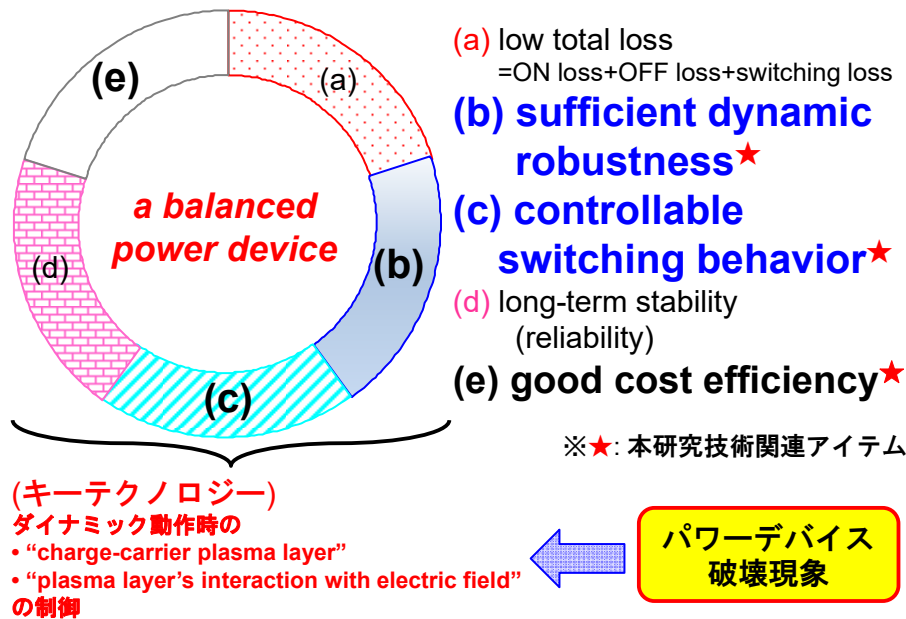 (e)
(a)
a balanced
power device
(d)
(b)
(c)
(a) low total loss
=ON loss+OFF loss+switching loss
(b) sufficient dynamic
robustness★
(c) controllable
switching behavior★
(d) long-term stability
(reliability)
(e) good cost efficiency★
※★: 本研究技術関連アイテム
(キーテクノロジー)
ダイナミック動作時の
• “charge-carrier plasma layer”
• “plasma layer’s interaction with electric field”
の制御
パワーデバイス
破壊現象